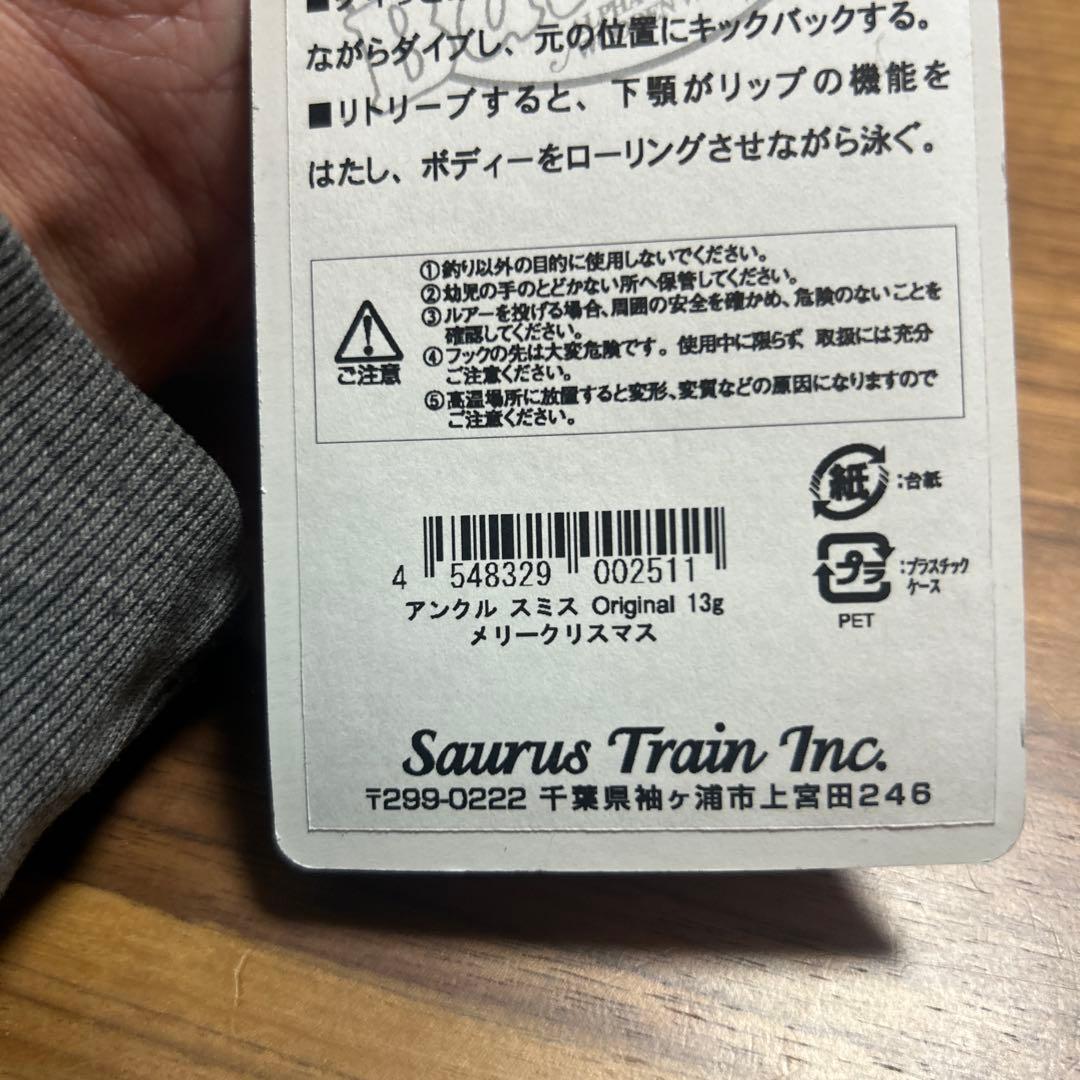 ながらダイブし、元の位置にキックバックする。
■リトリーブすると、下顎がリップの機能を
はたし、ボディーをローリングさせながら泳ぐ。
ご注意
①釣り以外の目的に使用しないでください。
②幼児の手のとどかない所へ保管してください。
③ルアーを投げる場合、周囲の安全を確かめ、危険のないことを
確認してください。
④フックの先は大変危険です。使用中に限らず、取扱には充分
ご注意ください。
⑤高温場所に放置すると変形、変質などの原因になりますので
ご注意ください。
紙:台紙
プラ:プラスチック
ケース
PET
4 548329 002511
アンクル スミス Original 13g
メリークリスマス
Saurus Train Inc.
〒299-0222 千葉県袖ヶ浦市上宮田246